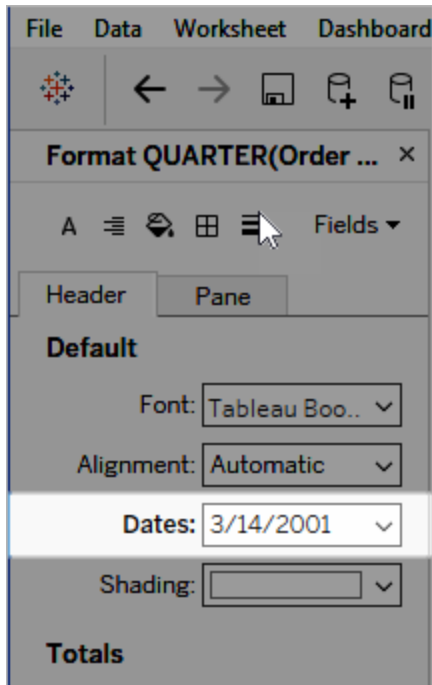 File Data Worksheet Dashboard
Format QUARTER(Order ... ×
A Fields
Header Pane
Default
Font: Tableau Boo..
Alignment: Automatic
Dates: 3/14/2001
Shading:
Totals